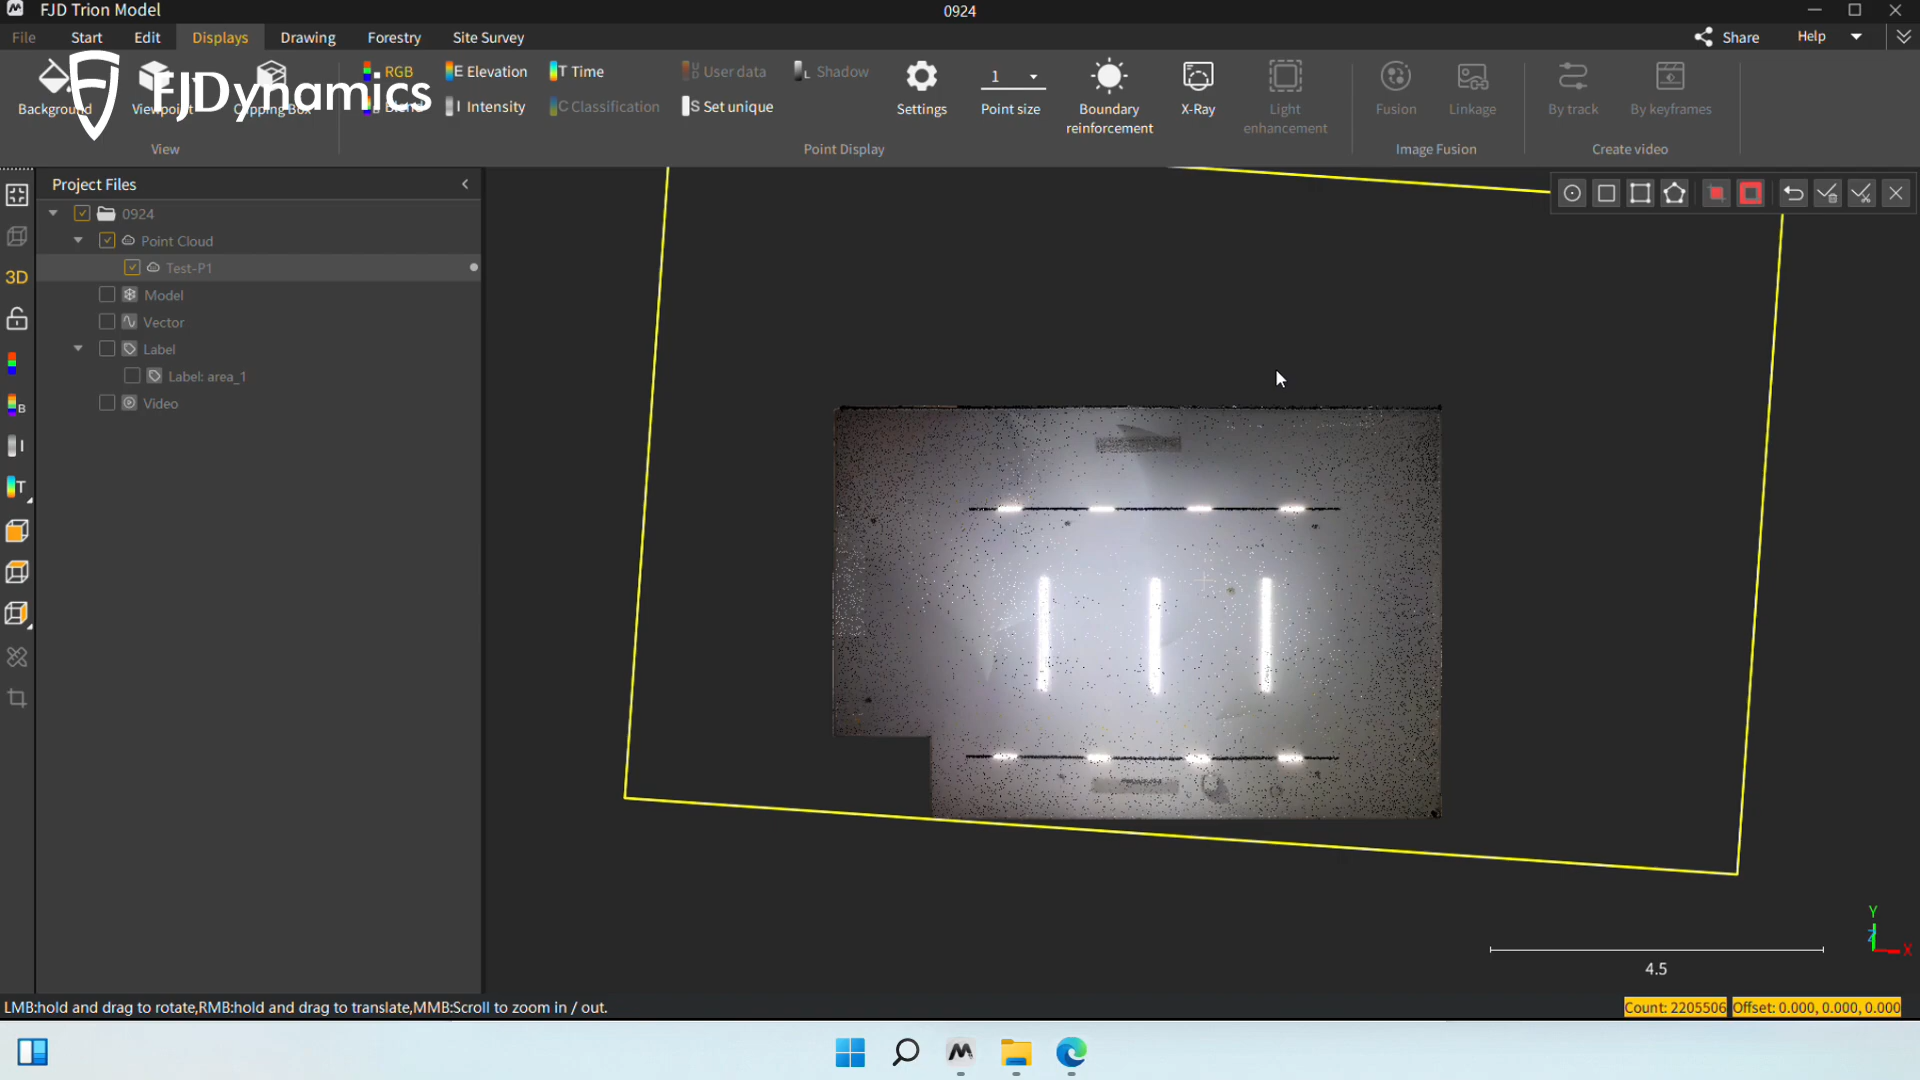 FJD Trion Model
0924
File
Start
Edit
Displays
Drawing
Forestry
Site Survey
Share
Help
FJDynamics
Background
Viewpoint
View
RGB
Elevation
Time
Intensity
Classification
User data
Shadow
Set unique
Settings
1
Point size
Boundary
reinforcement
X-Ray
Light
enhancement
Point Display
Fusion
Linkage
Image Fusion
By track
By keyframes
Create video
Project Files
0924
Point Cloud
Test-P1
Model
Vector
Label
Label: area_1
Video
3D
B
I
T
4.5
Y
Z
X
LMB:hold and drag to rotate,RMB:hold and drag to translate,MMB:Scroll to zoom in / out.
Count: 2205506
Offset: 0.000, 0.000, 0.000